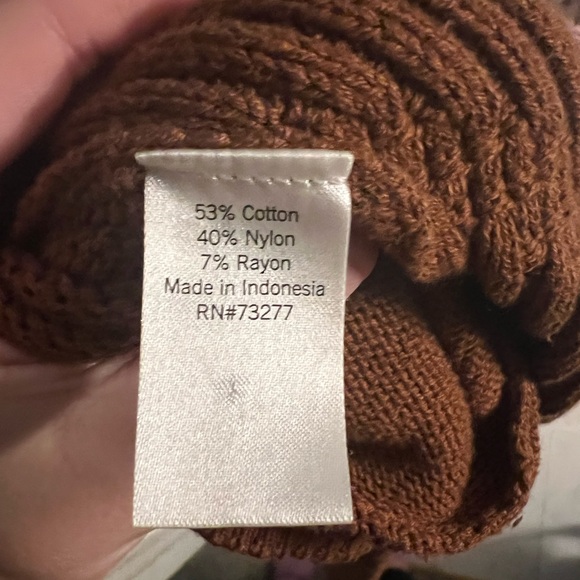 53% Cotton
40% Nylon
7% Rayon
Made in Indonesia
RN#73277